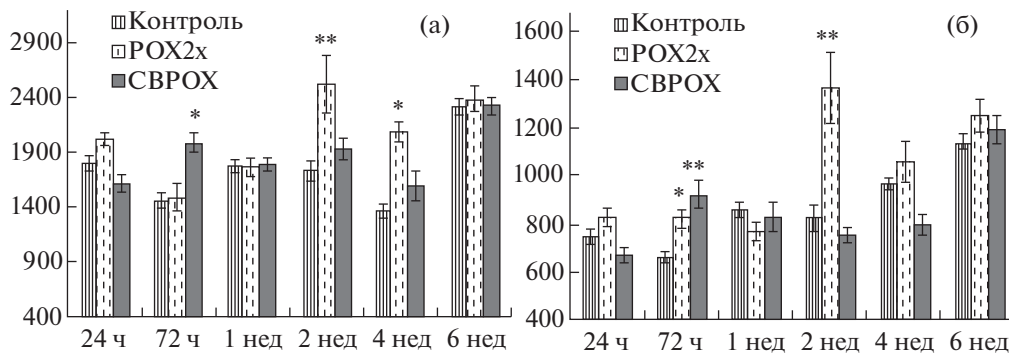 (а)
Контроль
POX2x
CBPOX
2900
2400
1900
1400
900
400
*
**
*
24 ч 72 ч 1 нед 2 нед 4 нед 6 нед
(б)
Контроль
POX2x
CBPOX
1600
1400
1200
1000
800
600
400
*
**
**
24 ч 72 ч 1 нед 2 нед 4 нед 6 нед